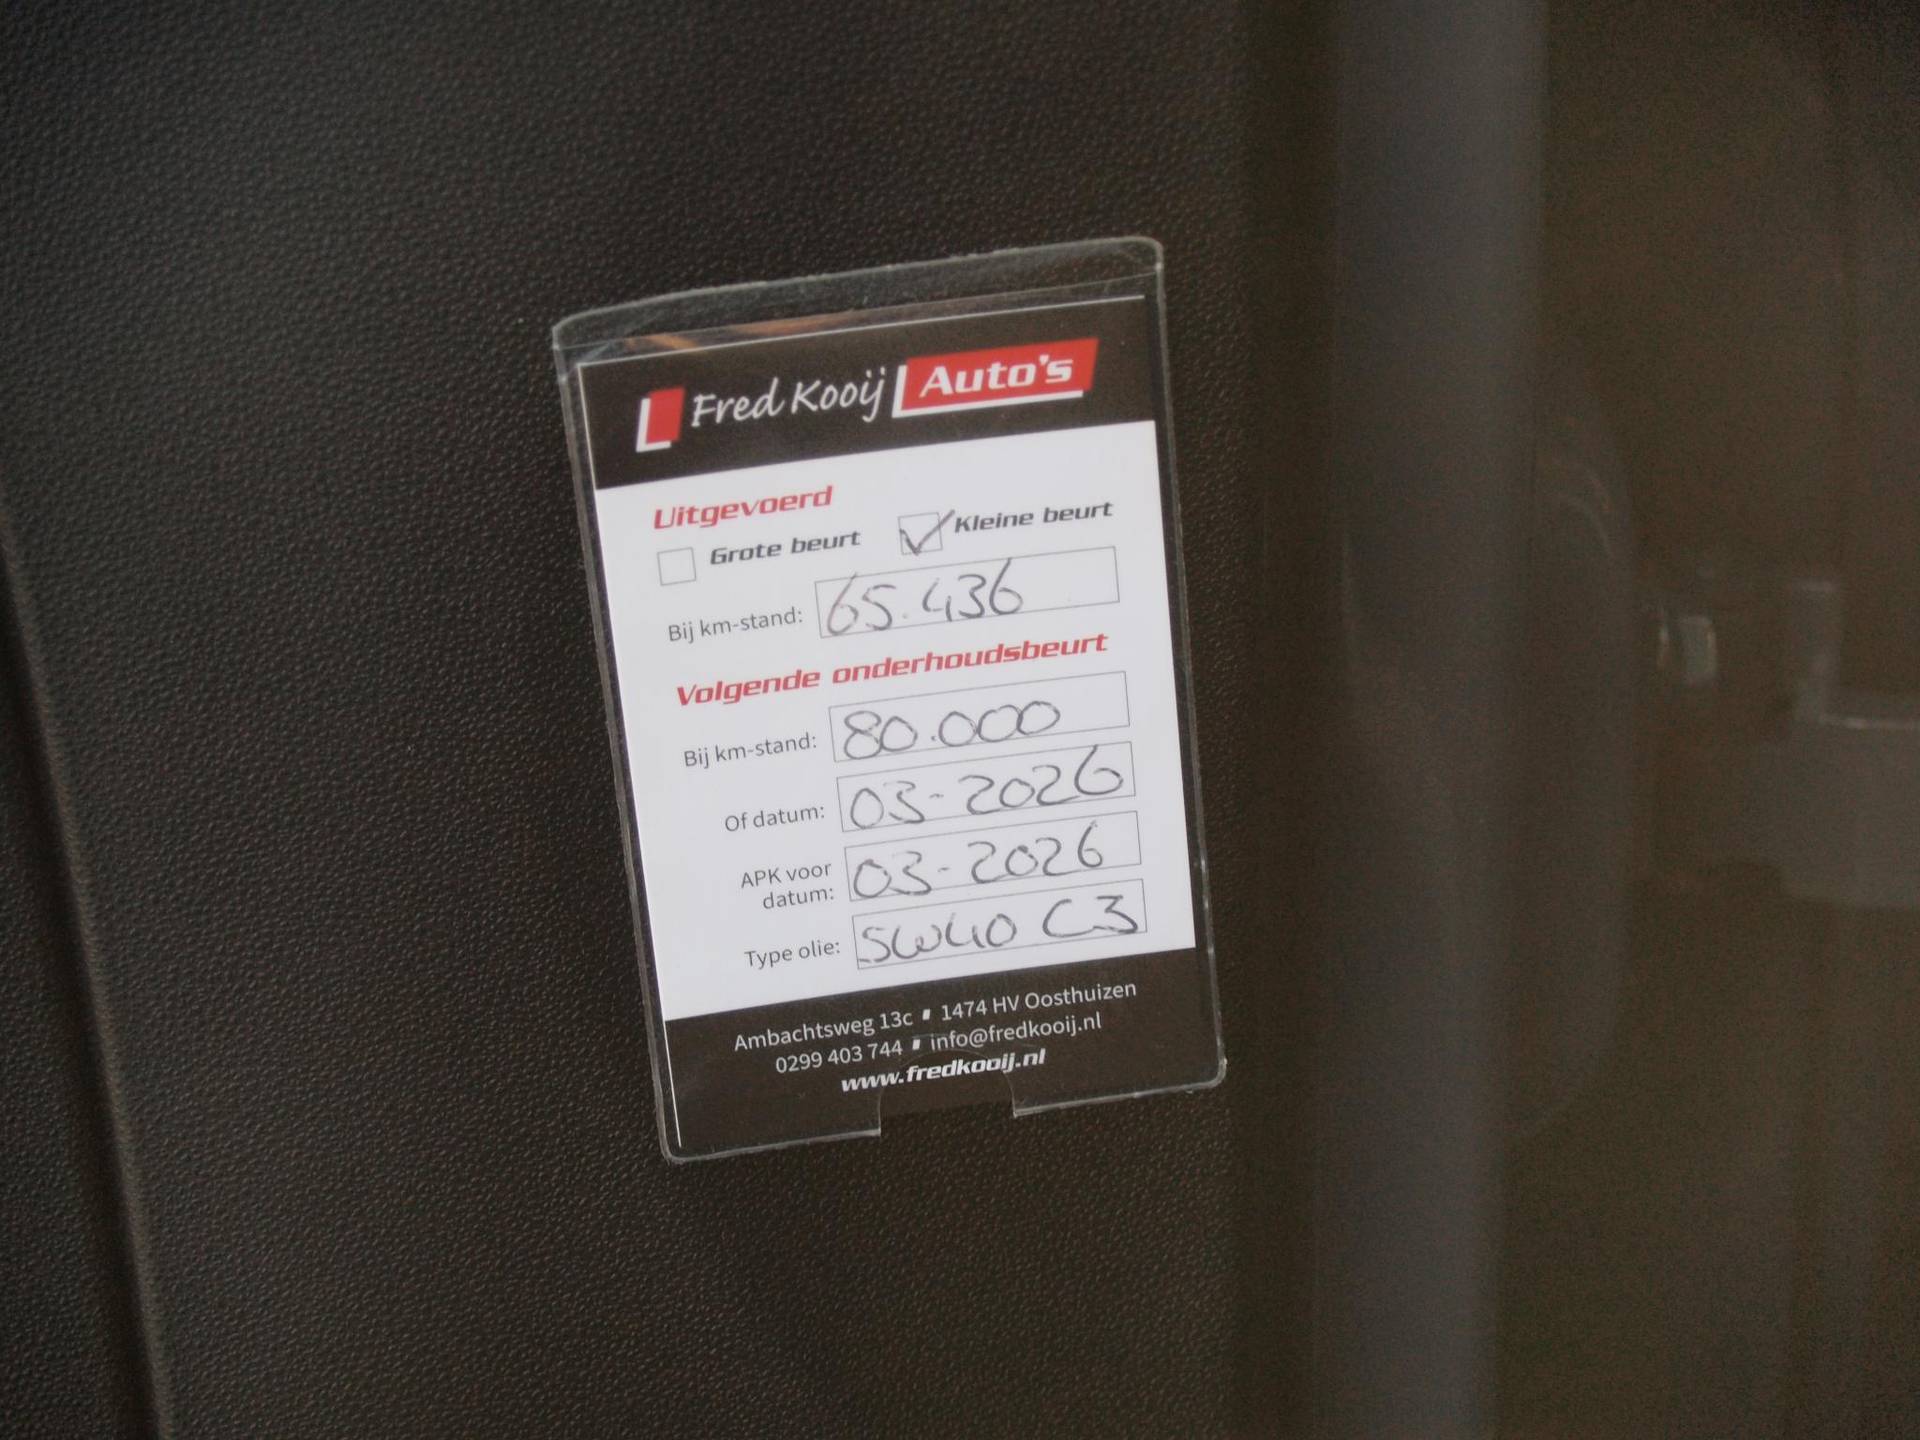 Fred Kooij Auto's
Uitgevoerd
Grote beurt Kleine beurt
Bij km-stand: 65.436
Volgende onderhoudsbeurt
Bij km-stand: 80.000
Of datum: 03-2026
APK voor
datum: 03-2026
Type olie: 5W40 C3
Ambachtsweg 13c ▪ 1474 HV Oosthuizen
0299 403 744 ▪ info@fredkooij.nl
www.fredkooij.nl